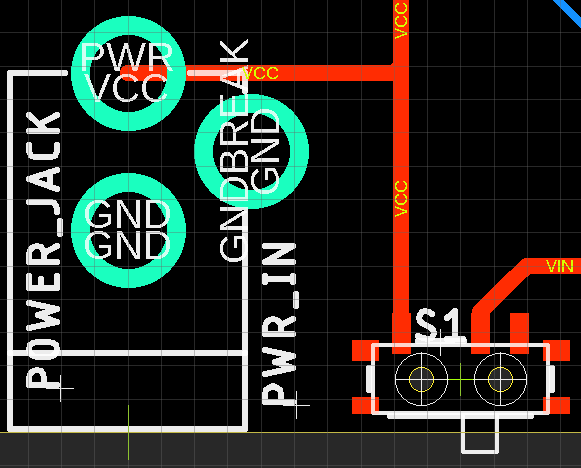 VCC
PWR
VCC
VCC
GNDBREAK
GND
POWER_JACK
VCC
GND
GND
PWR_IN
VIN
S1